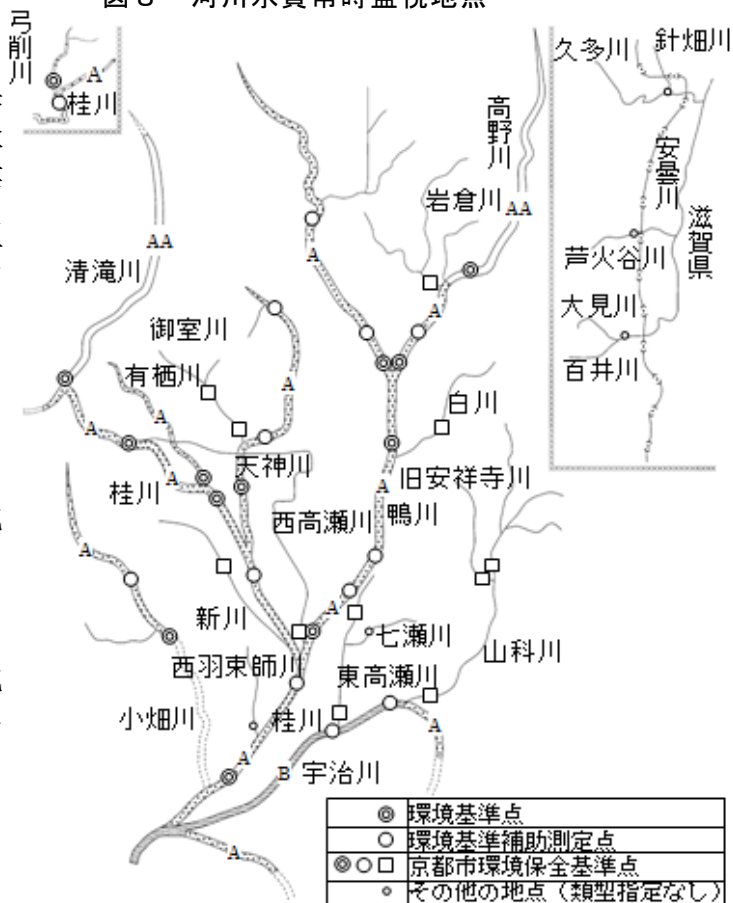 図3 河川水質常時監視地点
弓削川
A
桂川
久多川
針畑川
安曇川
滋賀県
芦火谷川
大見川
百井川
高野川
岩倉川
AA
AA
清滝川
A
A
御室川
有栖川
A
A
白川
A
A
天神川
桂川
旧安祥寺川
A
鴨川
西高瀬川
A
新川
A
七瀬川
山科川
西羽束師川
東高瀬川
小畑川
桂川
A
A
B
宇治川
A
◎ 環境基準点
○ 環境基準補助測定点
◎○□ 京都市環境保全基準点
○ その他の地点(類型指定なし)